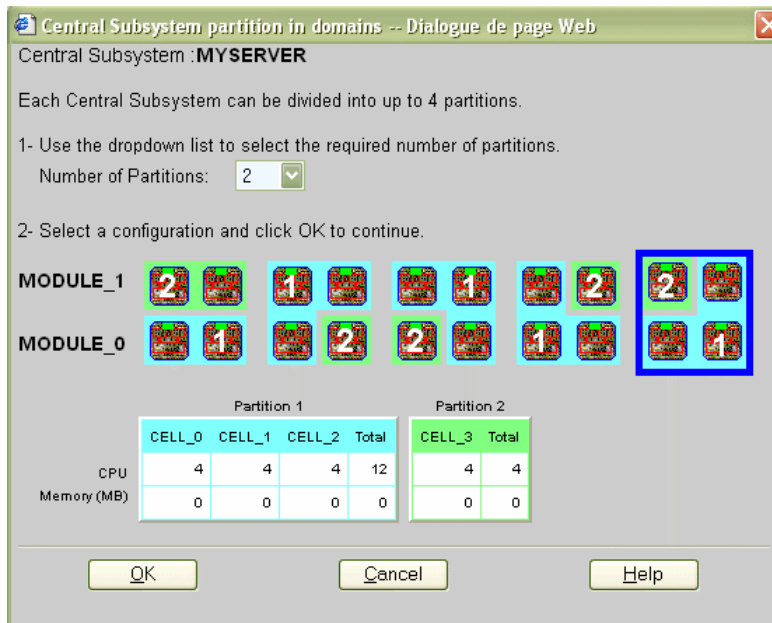 Central Subsystem partition in domains -- Dialogue de page Web
Central Subsystem :MYSERVER
Each Central Subsystem can be divided into up to 4 partitions.
1- Use the dropdown list to select the required number of partitions.
Number of Partitions: 2
2- Select a configuration and click OK to continue.
MODULE_1 2 1 1 2 2
MODULE_0 1 2 2 1 1
Partition 1 Partition 2
CELL_0 CELL_1 CELL_2 Total CELL_3 Total
CPU 4 4 4 12 4 4
Memory (MB) 0 0 0 0 0 0
OK Cancel Help